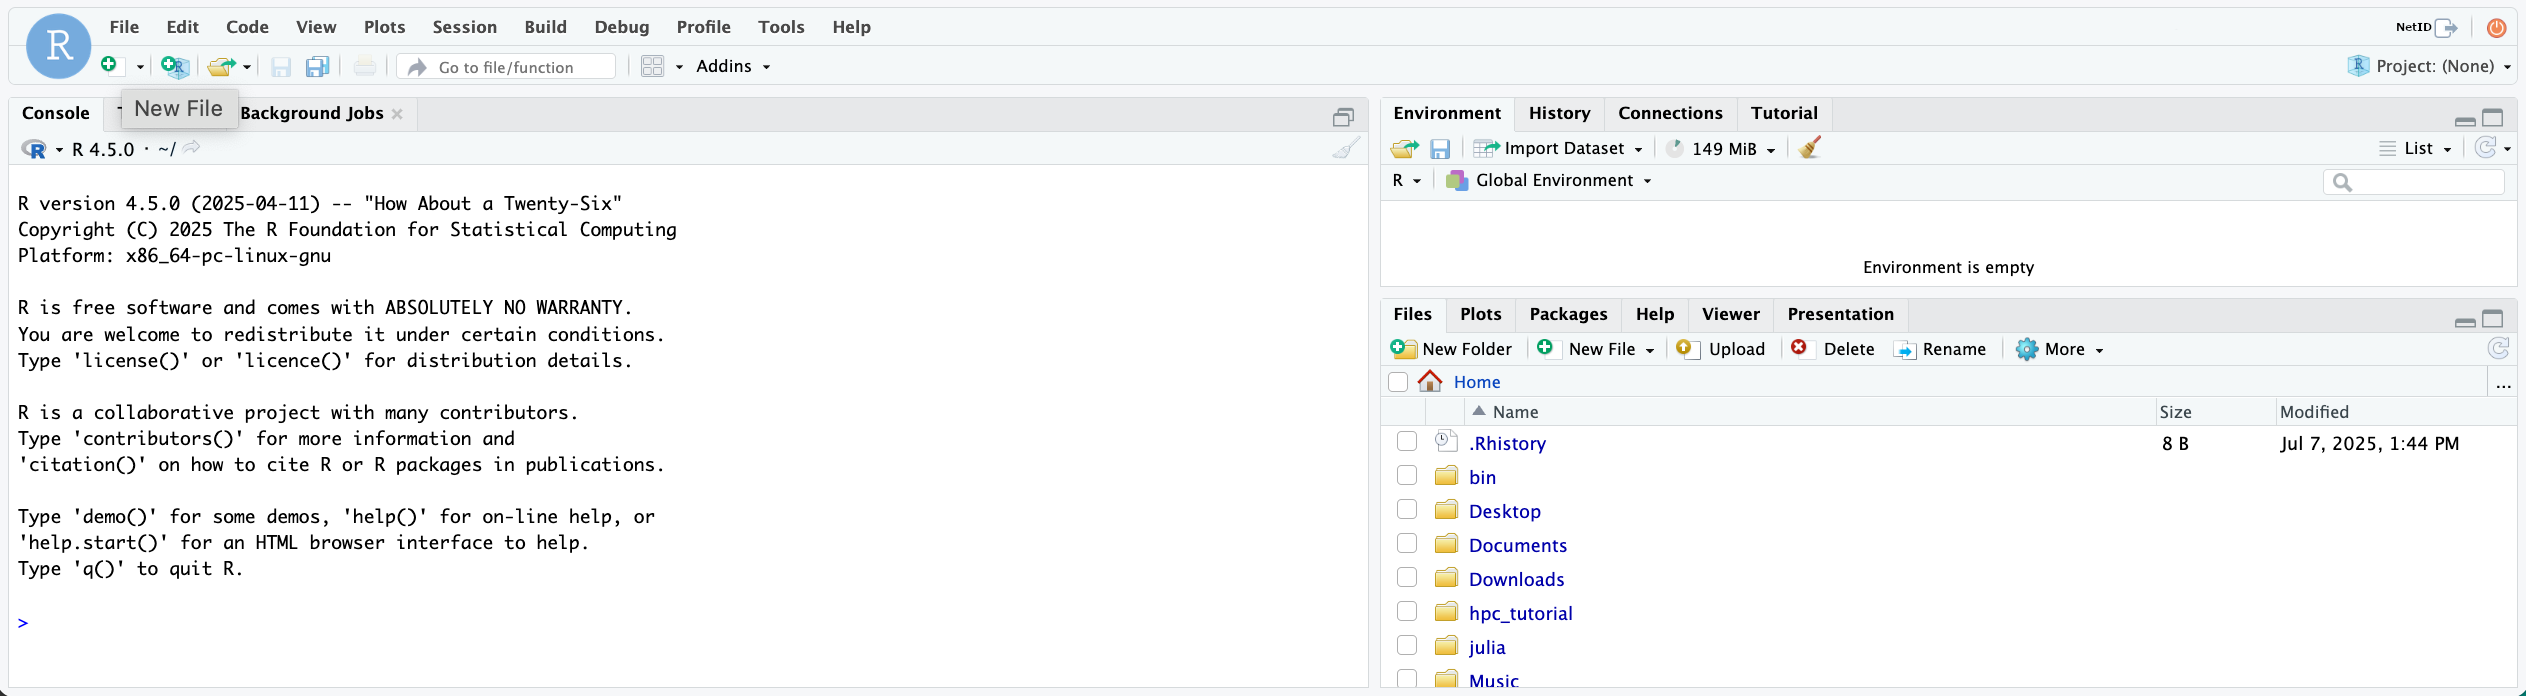 File Edit Code View Plots Session Build Debug Profile Tools Help
NetID
R
R
Go to file/function
Addins
R Project: (None)
New File
Console
Background Jobs
R R 4.5.0 · ~/
R version 4.5.0 (2025-04-11) -- "How About a Twenty-Six"
Copyright (C) 2025 The R Foundation for Statistical Computing
Platform: x86_64-pc-linux-gnu
R is free software and comes with ABSOLUTELY NO WARRANTY.
You are welcome to redistribute it under certain conditions.
Type 'license()' or 'licence()' for distribution details.
R is a collaborative project with many contributors.
Type 'contributors()' for more information and
'citation()' on how to cite R or R packages in publications.
Type 'demo()' for some demos, 'help()' for on-line help, or
'help.start()' for an HTML browser interface to help.
Type 'q()' to quit R.
>
Environment History Connections Tutorial
Import Dataset 149 MiB List
R Global Environment
Environment is empty
Files Plots Packages Help Viewer Presentation
New Folder New File Upload Delete Rename More
Home ...
Name Size Modified
.Rhistory 8 B Jul 7, 2025, 1:44 PM
bin
Desktop
Documents
Downloads
hpc_tutorial
julia
Music